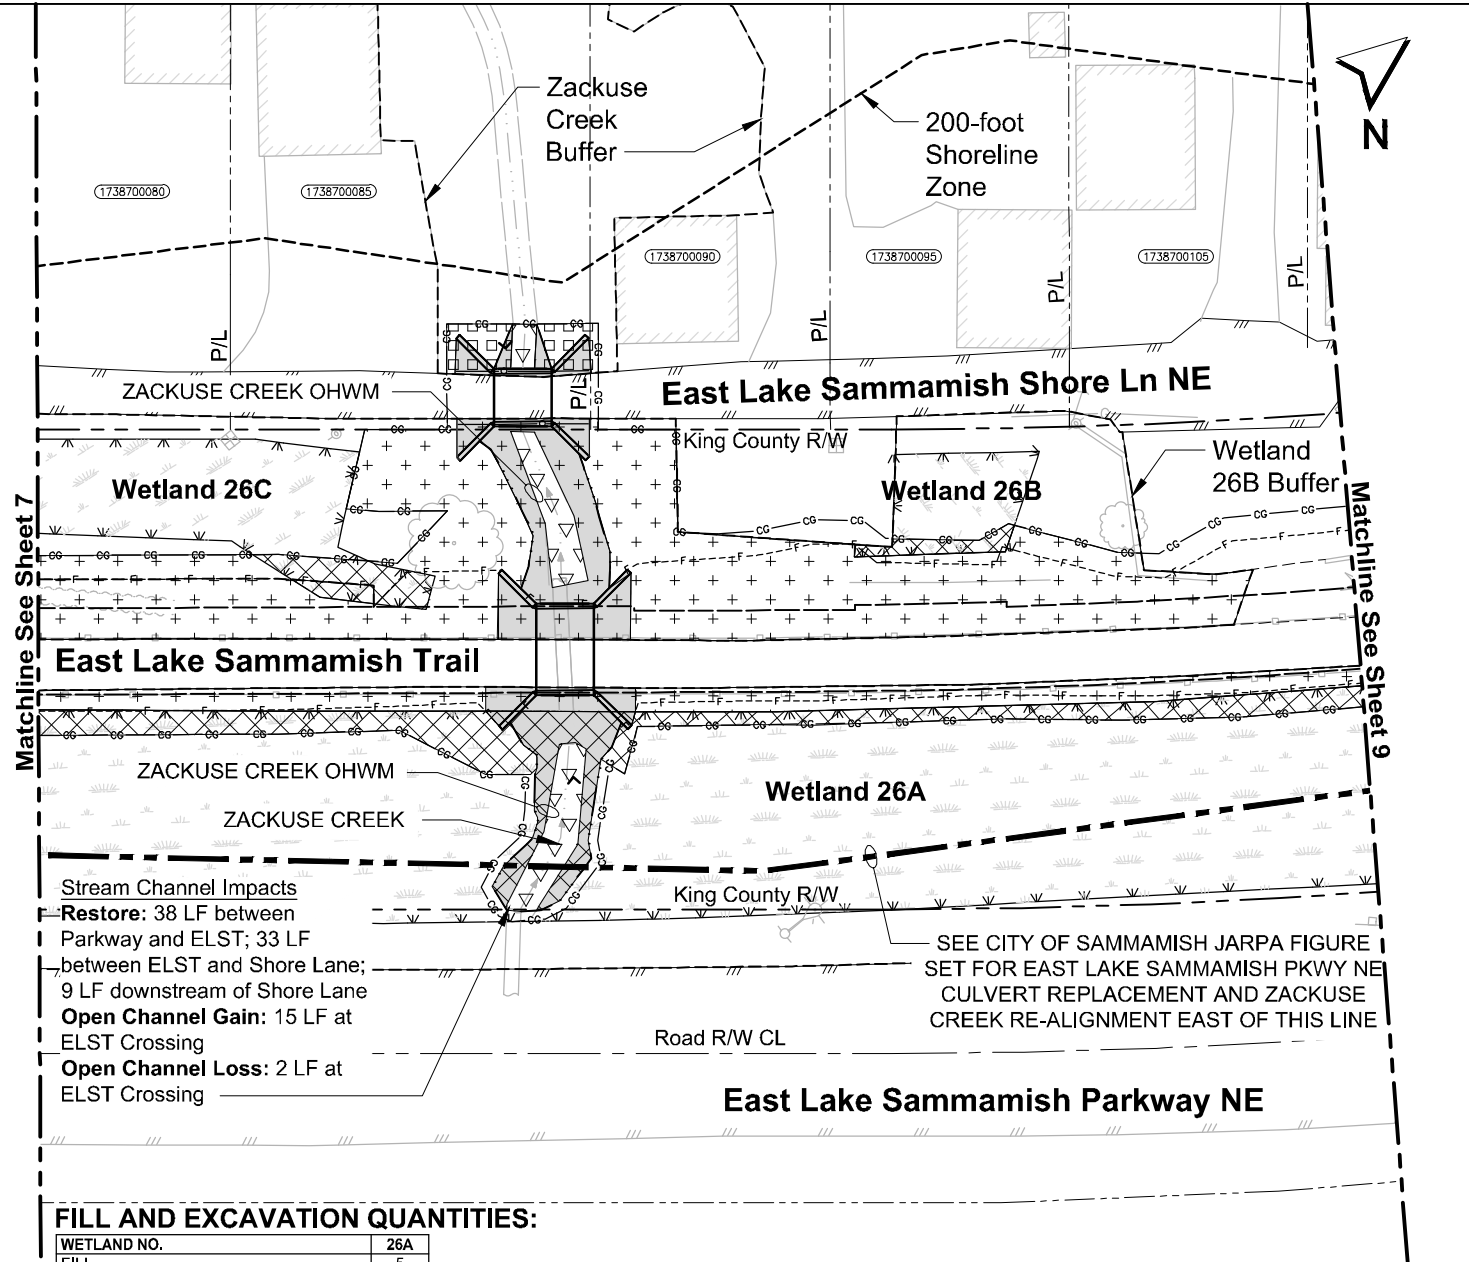 Zackuse
Creek
Buffer
200-foot
Shoreline
Zone
N
1738700080
1738700085
1738700090
1738700095
1738700105
P/L
P/L
P/L
P/L
P/L
CG CG CG
ZACKUSE CREEK OHWM
East Lake Sammamish Shore Ln NE
King County R/W
Wetland 26C
Wetland 26B
Wetland
26B Buffer
Matchline See Sheet 7
Matchline See Sheet 9
East Lake Sammamish Trail
ZACKUSE CREEK OHWM
Wetland 26A
ZACKUSE CREEK
King County R/W
Stream Channel Impacts
Restore: 38 LF between
Parkway and ELST; 33 LF
between ELST and Shore Lane;
9 LF downstream of Shore Lane
Open Channel Gain: 15 LF at
ELST Crossing
Open Channel Loss: 2 LF at
ELST Crossing
SEE CITY OF SAMMAMISH JARPA FIGURE
SET FOR EAST LAKE SAMMAMISH PKWY NE
CULVERT REPLACEMENT AND ZACKUSE
CREEK RE-ALIGNMENT EAST OF THIS LINE
Road R/W CL
East Lake Sammamish Parkway NE
FILL AND EXCAVATION QUANTITIES:
WETLAND NO. 26A